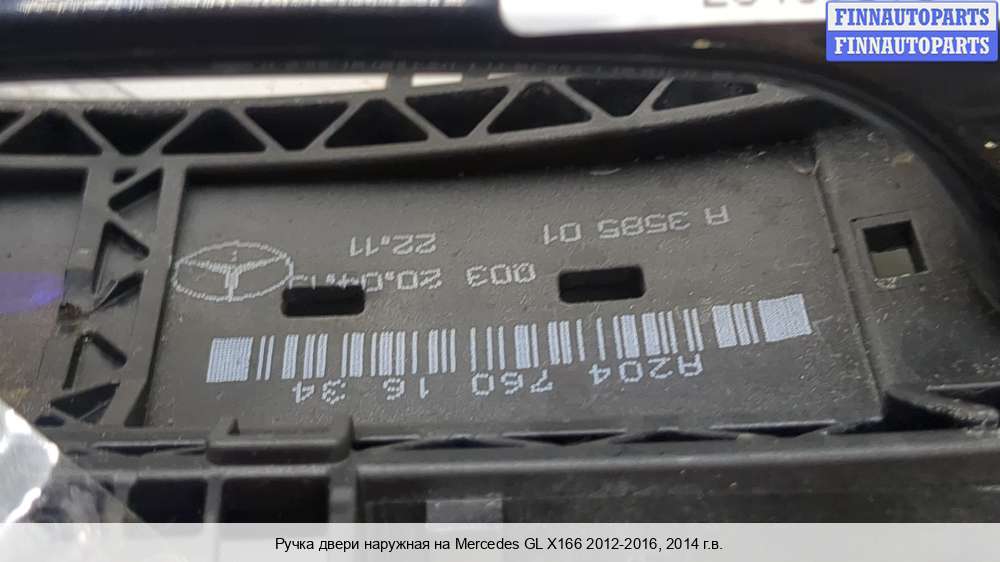 FINNAUTOPARTS
FINNAUTOPARTS
A204 760 16 34
003 20.04.13
22.11
A 3585 01
Ручка двери наружная на Mercedes GL X166 2012-2016, 2014 г.в.